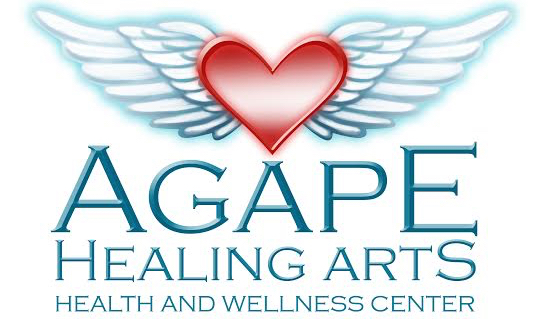 AGAPE
HEALING ARTS
HEALTH AND WELLNESS CENTER